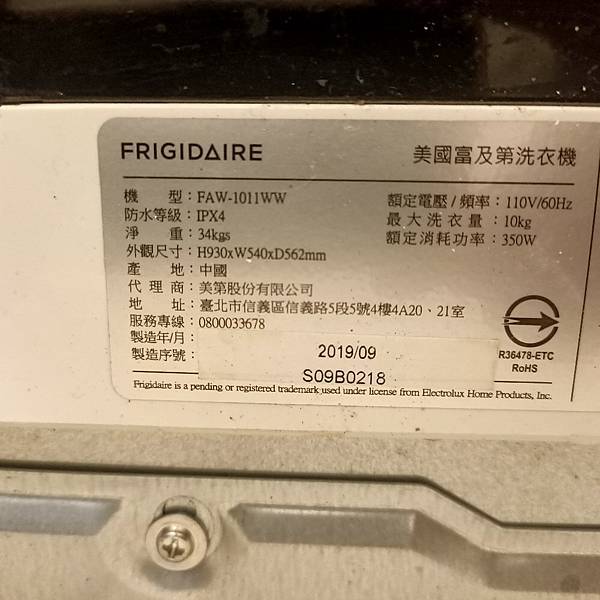 FRIGIDAIRE 美國富及第洗衣機
機 型：FAW-1011WW
額定電壓 / 頻率：110V/60Hz
防水等級：IPX4
最大洗衣量：10kg
淨 重：34kgs
額定消耗功率：350W
外觀尺寸：H930xW540xD562mm
產 地：中國
代 理 商：美第股份有限公司
地 址：臺北市信義區信義路5段5號4樓4A20、21室
服務專線：0800033678
製造年/月：
2019/09
製造序號：
S09B0218
R36478-ETC
RoHS
Frigidaire is a pending or registered trademark used under license from Electrolux Home Products, Inc.